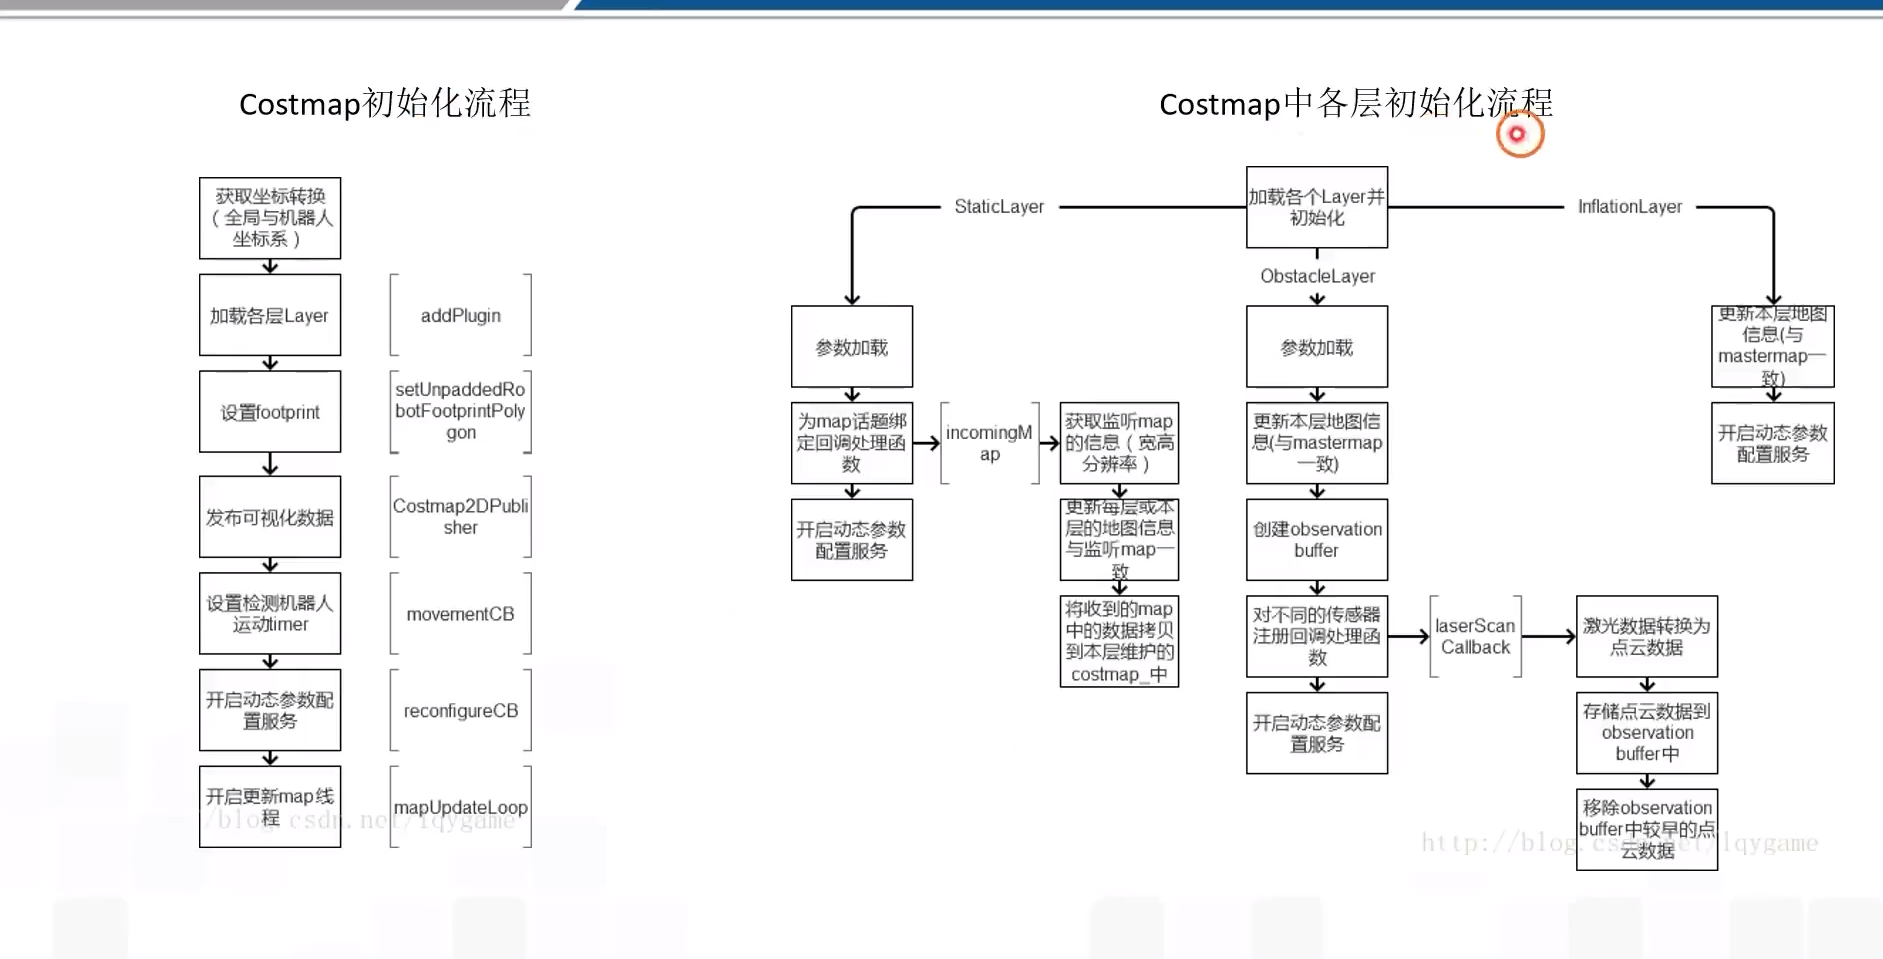 Costmap初始化流程
获取坐标转换
（全局与机器人
坐标系）
加载各层Layer
addPlugin
设置footprint
setUnpaddedRo
botFootprintPoly
gon
发布可视化数据
Costmap2DPubli
sher
设置检测机器人
运动timer
movementCB
开启动态参数配
置服务
reconfigureCB
开启更新map线
程
mapUpdateLoop
/blog.csdn.net/lqygame
Costmap中各层初始化流程
加载各个Layer并
初始化
StaticLayer
ObstacleLayer
InflationLayer
参数加载
为map话题绑
定回调处理函
数
开启动态参数
配置服务
incomingM
ap
获取监听map
的信息（宽高
分辨率）
更新每层或本
层的地图信息
与监听map一
致
将收到的map
中的数据拷贝
到本层维护的
costmap_中
参数加载
更新本层地图信
息(与mastermap
一致)
创建observation
buffer
对不同的传感器
注册回调处理函
数
开启动态参数配
置服务
laserScan
Callback
激光数据转换为
点云数据
存储点云数据到
observation
buffer中
移除observation
buffer中较早的点
云数据
更新本层地图
信息(与
mastermap一
致)
开启动态参数
配置服务
http://blog.csdn.net/lqygame